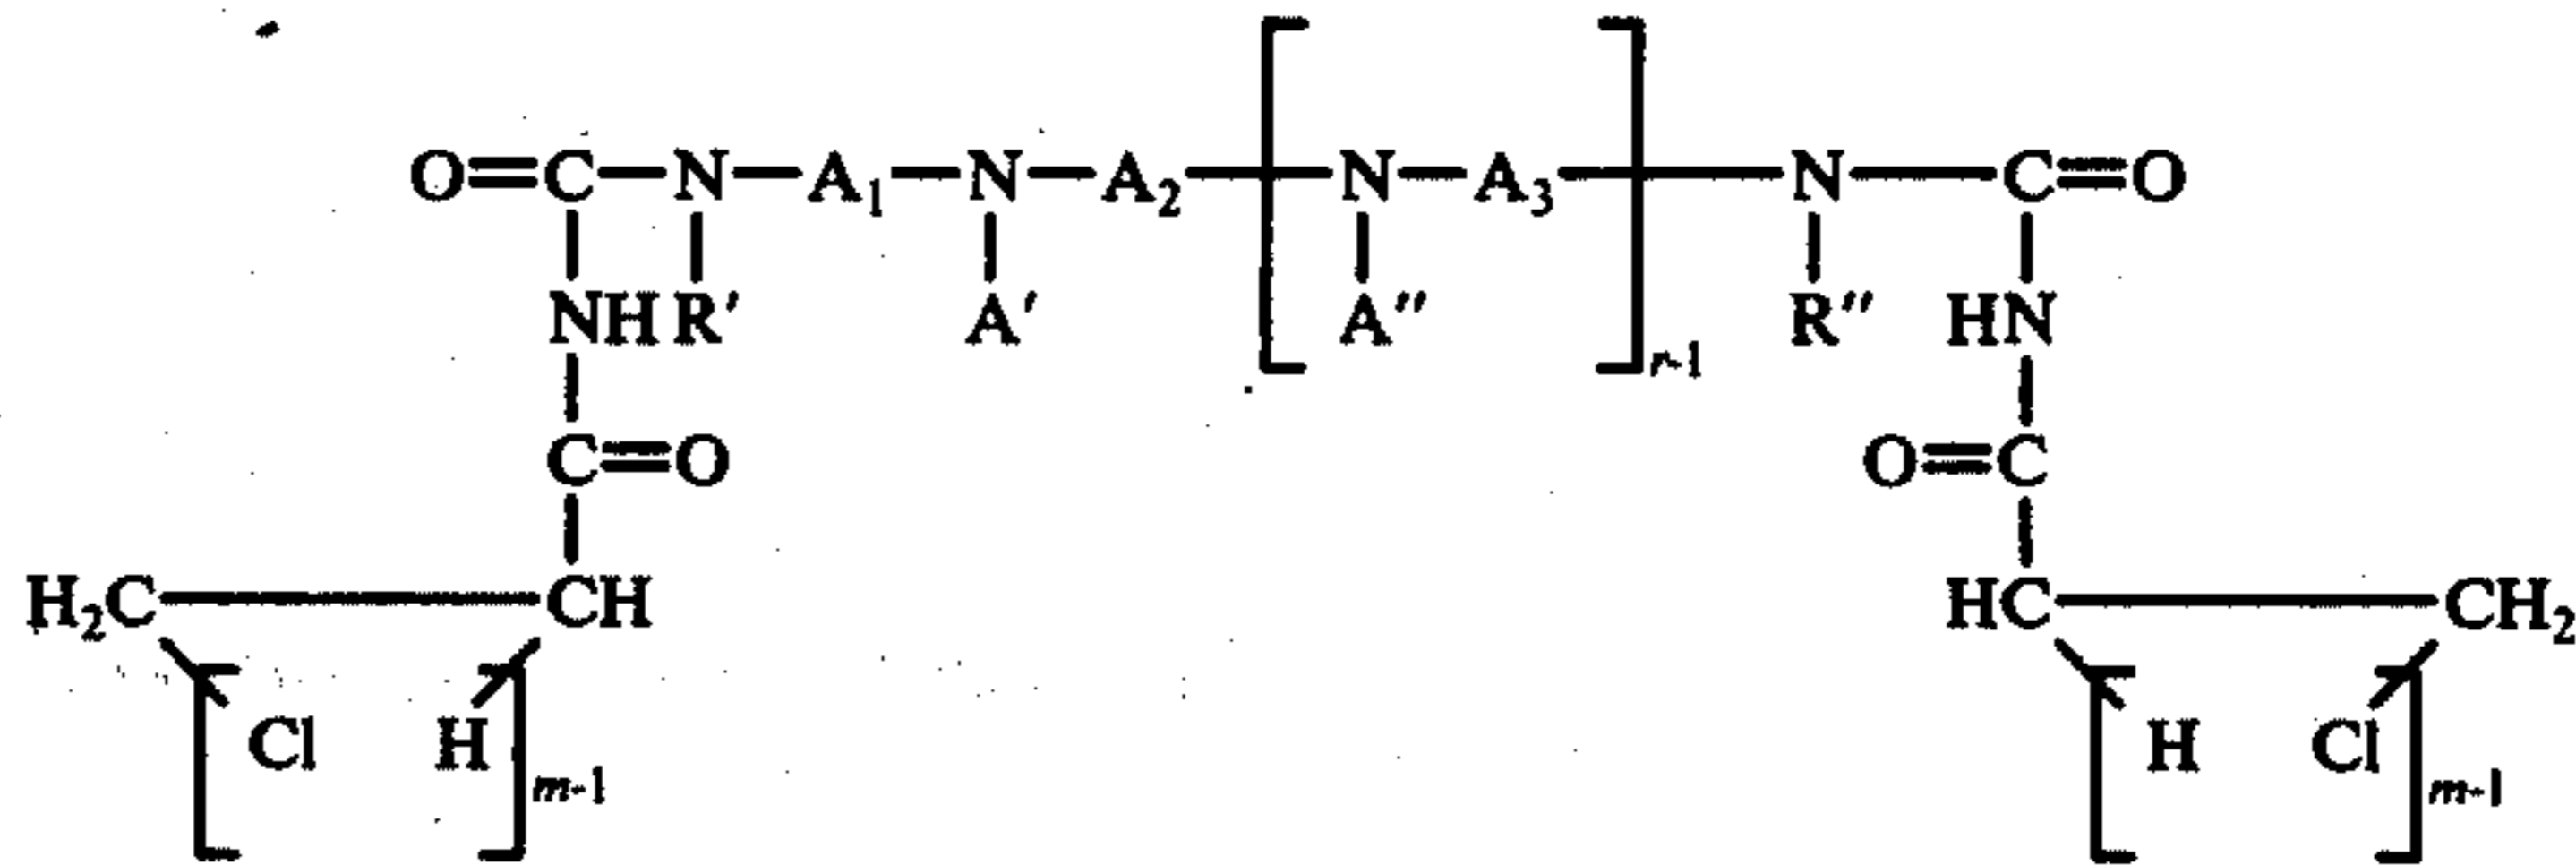 O=C—N—A₁—N—A₂—[N—A₃]r-1—N—C=O
NH R' A' A" R" HN
C=O O=C
H₂C—CH HC—CH₂
[Cl H]m-1 [H Cl]m-1